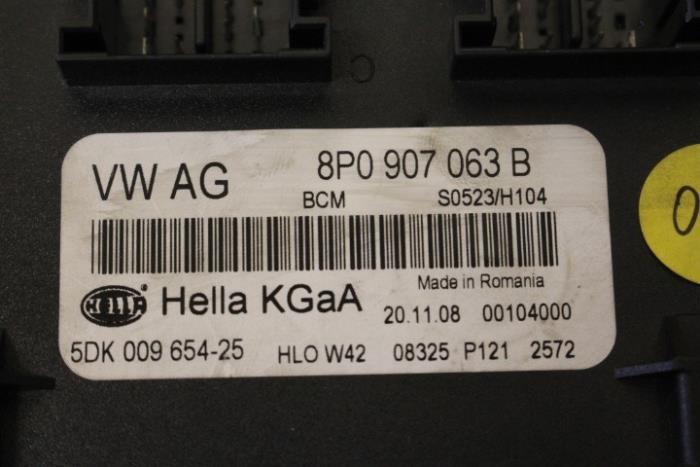 VW AG 8P0 907 063 B
BCM S0523/H104
HELLA Hella KGaA Made in Romania
20.11.08 00104000
5DK 009 654-25 HLO W42 08325 P121 2572
0